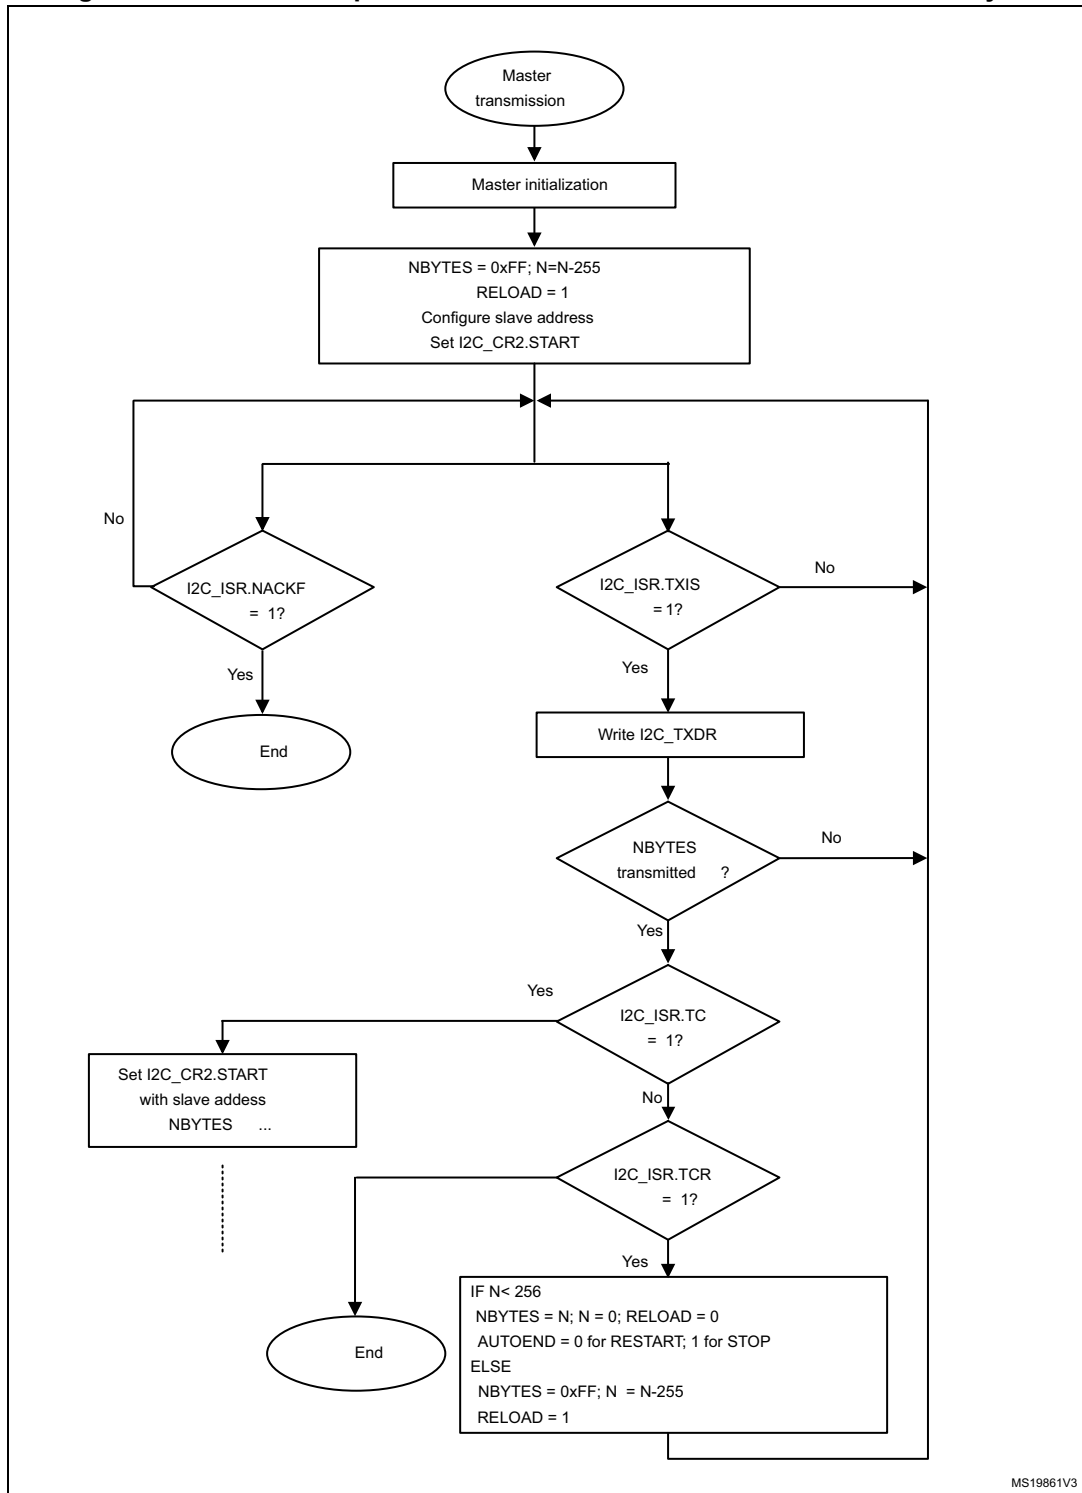 Master
transmission
Master initialization
NBYTES = 0xFF; N=N-255
RELOAD = 1
Configure slave address
Set I2C_CR2.START
No
I2C_ISR.NACKF
= 1?
Yes
End
I2C_ISR.TXIS
= 1?
No
Yes
Write I2C_TXDR
NBYTES
transmitted ?
No
Yes
I2C_ISR.TC
= 1?
Yes
Set I2C_CR2.START
with slave addess
NBYTES ...
No
I2C_ISR.TCR
= 1?
Yes
End
IF N< 256
NBYTES = N; N = 0; RELOAD = 0
AUTOEND = 0 for RESTART; 1 for STOP
ELSE
NBYTES = 0xFF; N = N-255
RELOAD = 1
MS19861V3